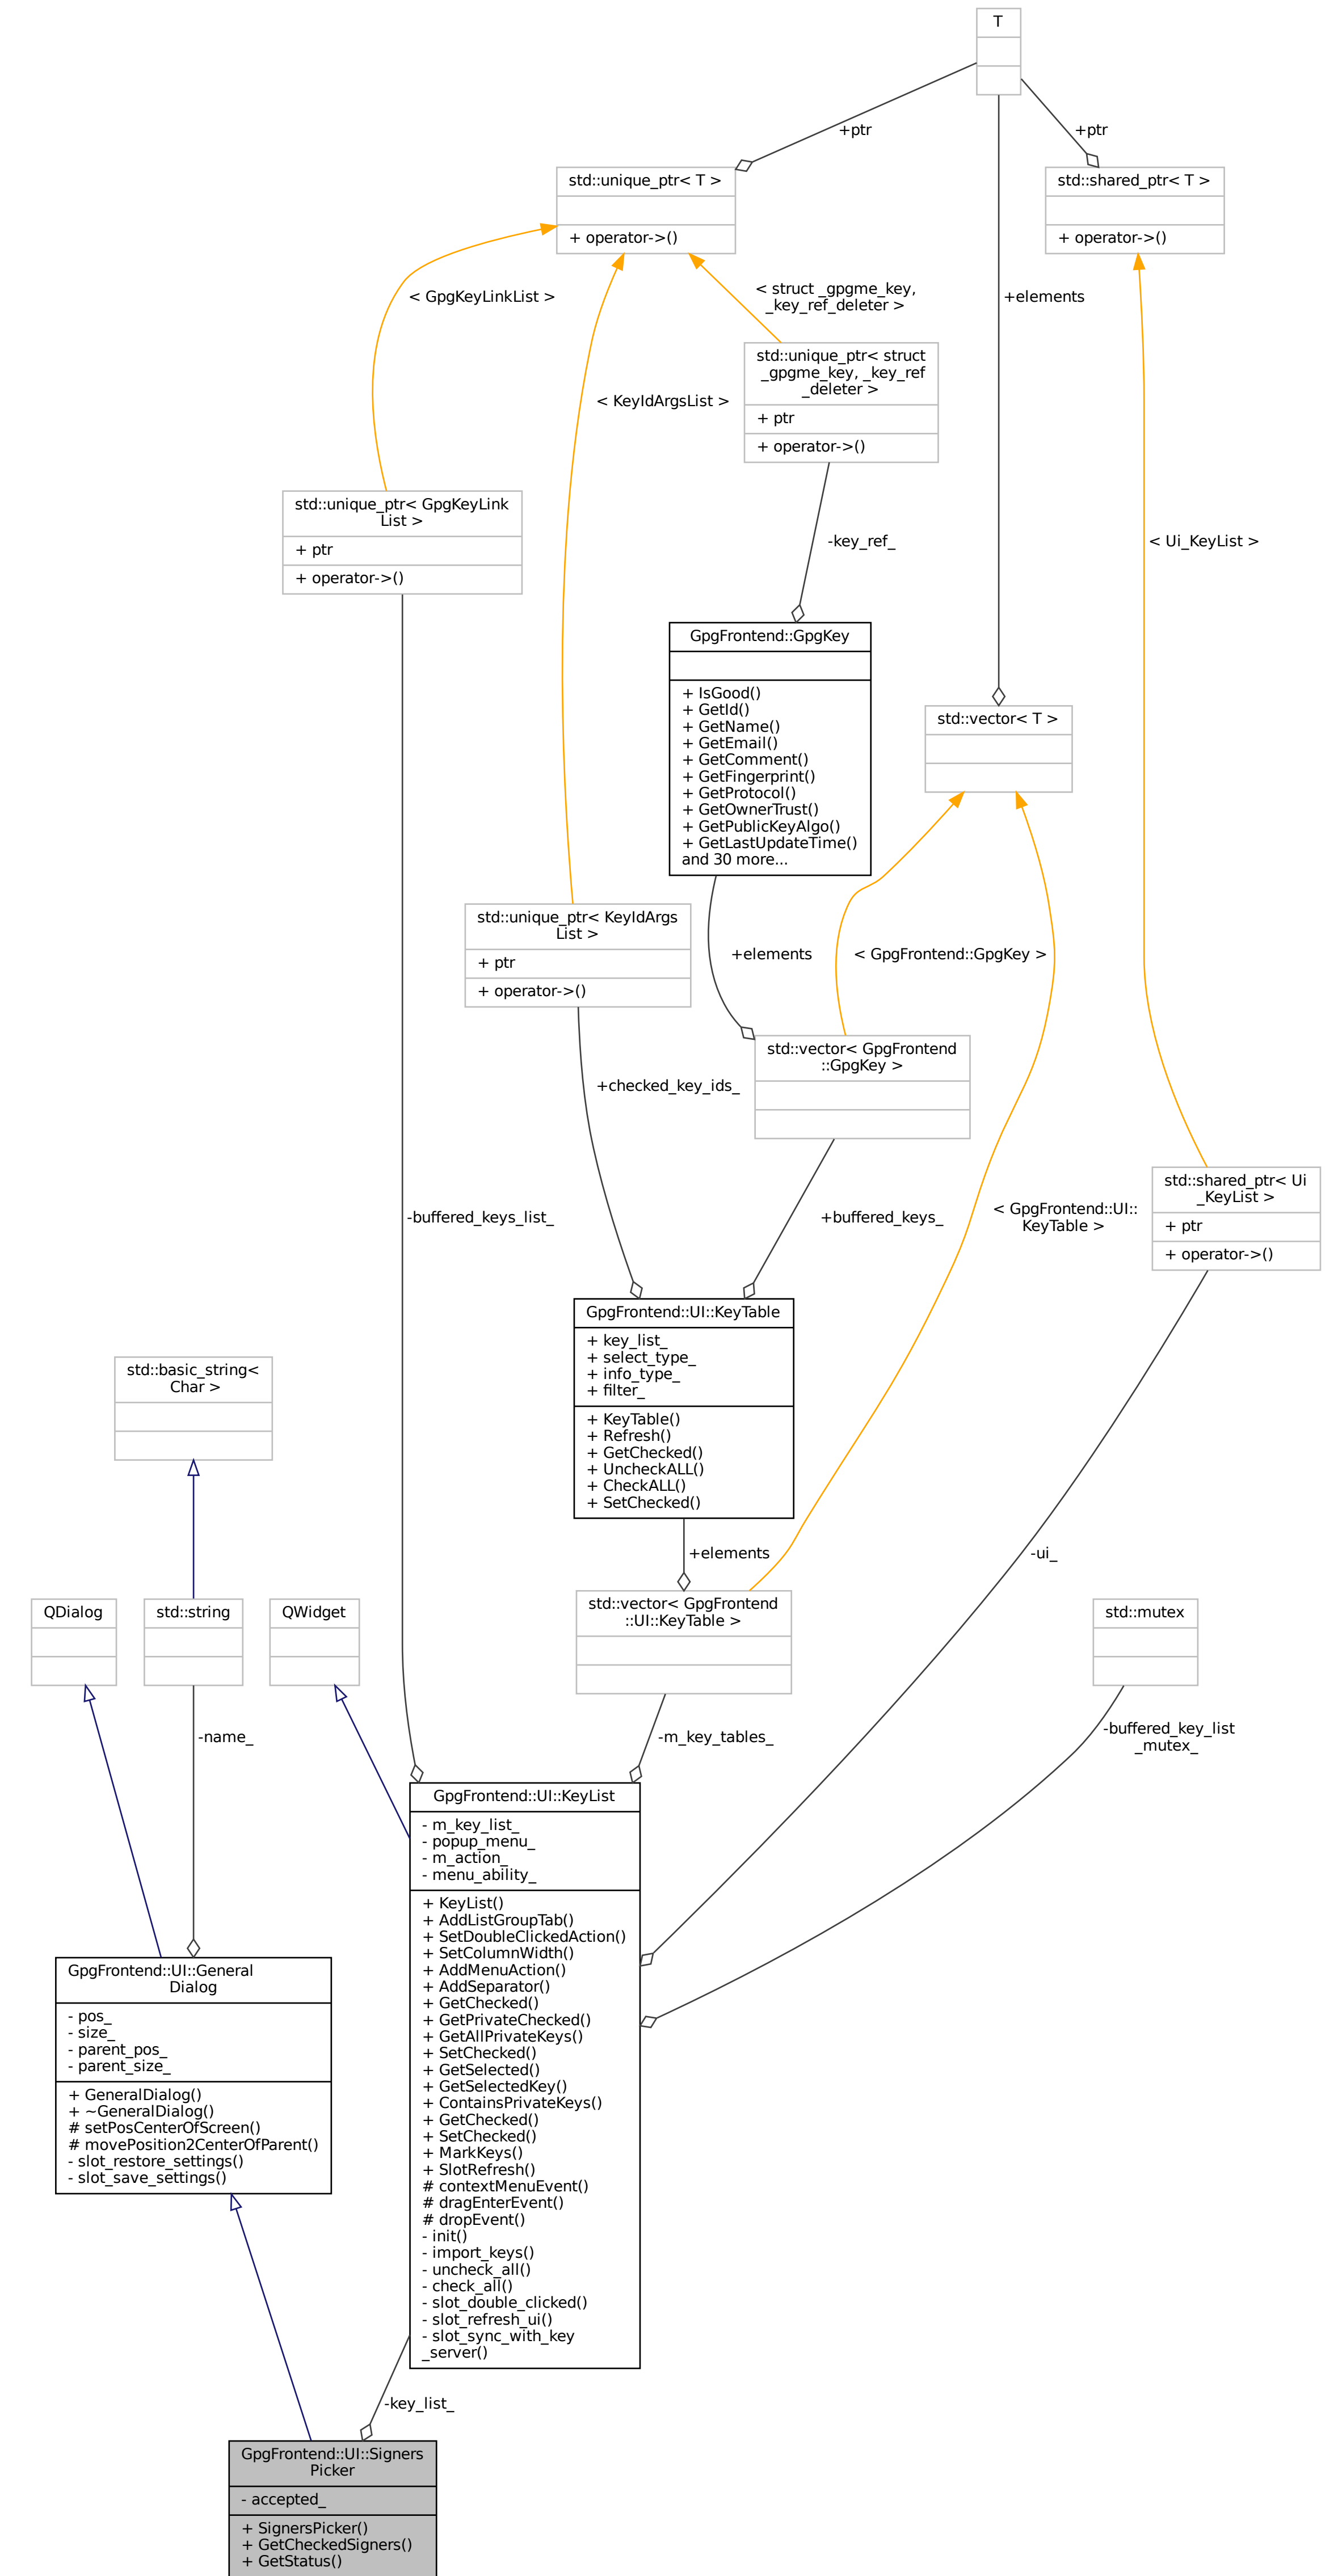 T
+ptr
+ptr
std::unique_ptr< T >
+ operator->()
std::shared_ptr< T >
+ operator->()
< GpgKeyLinkList >
< struct _gpgme_key,
_key_ref_deleter >
+elements
std::unique_ptr< struct
_gpgme_key, _key_ref
_deleter >
+ ptr
+ operator->()
< KeyIdArgsList >
std::unique_ptr< GpgKeyLink
List >
+ ptr
+ operator->()
-key_ref_
< Ui_KeyList >
GpgFrontend::GpgKey
+ IsGood()
+ GetId()
+ GetName()
+ GetEmail()
+ GetComment()
+ GetFingerprint()
+ GetProtocol()
+ GetOwnerTrust()
+ GetPublicKeyAlgo()
+ GetLastUpdateTime()
and 30 more...
std::vector< T >
std::unique_ptr< KeyIdArgs
List >
+ ptr
+ operator->()
+elements
< GpgFrontend::GpgKey >
std::vector< GpgFrontend
::GpgKey >
+checked_key_ids_
std::shared_ptr< Ui
_KeyList >
+ ptr
+ operator->()
-buffered_keys_list_
+buffered_keys_
< GpgFrontend::UI::
KeyTable >
GpgFrontend::UI::KeyTable
+ key_list_
+ select_type_
+ info_type_
+ filter_
+ KeyTable()
+ Refresh()
+ GetChecked()
+ UncheckALL()
+ CheckALL()
+ SetChecked()
std::basic_string<
Char >
+elements
-ui_
QDialog
std::string
QWidget
std::vector< GpgFrontend
::UI::KeyTable >
std::mutex
-name_
-m_key_tables_
-buffered_key_list
_mutex_
GpgFrontend::UI::KeyList
- m_key_list_
- popup_menu_
- m_action_
- menu_ability_
+ KeyList()
+ AddListGroupTab()
+ SetDoubleClickedAction()
+ SetColumnWidth()
+ AddMenuAction()
+ AddSeparator()
+ GetChecked()
+ GetPrivateChecked()
+ GetAllPrivateKeys()
+ SetChecked()
+ GetSelected()
+ GetSelectedKey()
+ ContainsPrivateKeys()
+ GetChecked()
+ SetChecked()
+ MarkKeys()
+ SlotRefresh()
# contextMenuEvent()
# dragEnterEvent()
# dropEvent()
- init()
- import_keys()
- uncheck_all()
- check_all()
- slot_double_clicked()
- slot_refresh_ui()
- slot_sync_with_key
_server()
GpgFrontend::UI::General
Dialog
- pos_
- size_
- parent_pos_
- parent_size_
+ GeneralDialog()
+ ~GeneralDialog()
# setPosCenterOfScreen()
# movePosition2CenterOfParent()
- slot_restore_settings()
- slot_save_settings()
-key_list_
GpgFrontend::UI::Signers
Picker
- accepted_
+ SignersPicker()
+ GetCheckedSigners()
+ GetStatus()